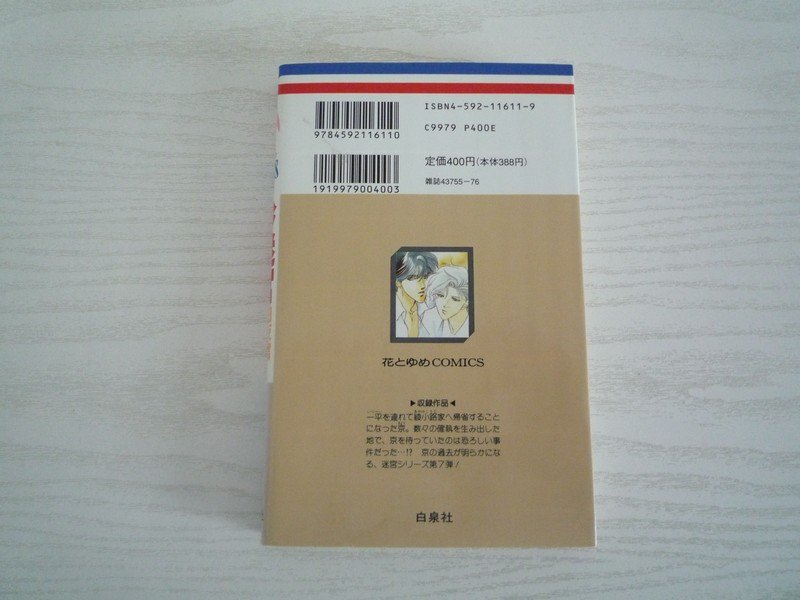 ISBN4-592-11611-9
C9979 P400E
9784592116110
定価400円(本体388円)
雑誌43755-76
1919979004003
花とゆめCOMICS
▶収録作品◀
一平を連れて綾小路家へ帰省すること
になった京。数々の確執を生み出した
地で、京を待っていたのは恐ろしい事
件だった…!? 京の過去が明らかにな
る、迷宮シリーズ第7弾!
白泉社